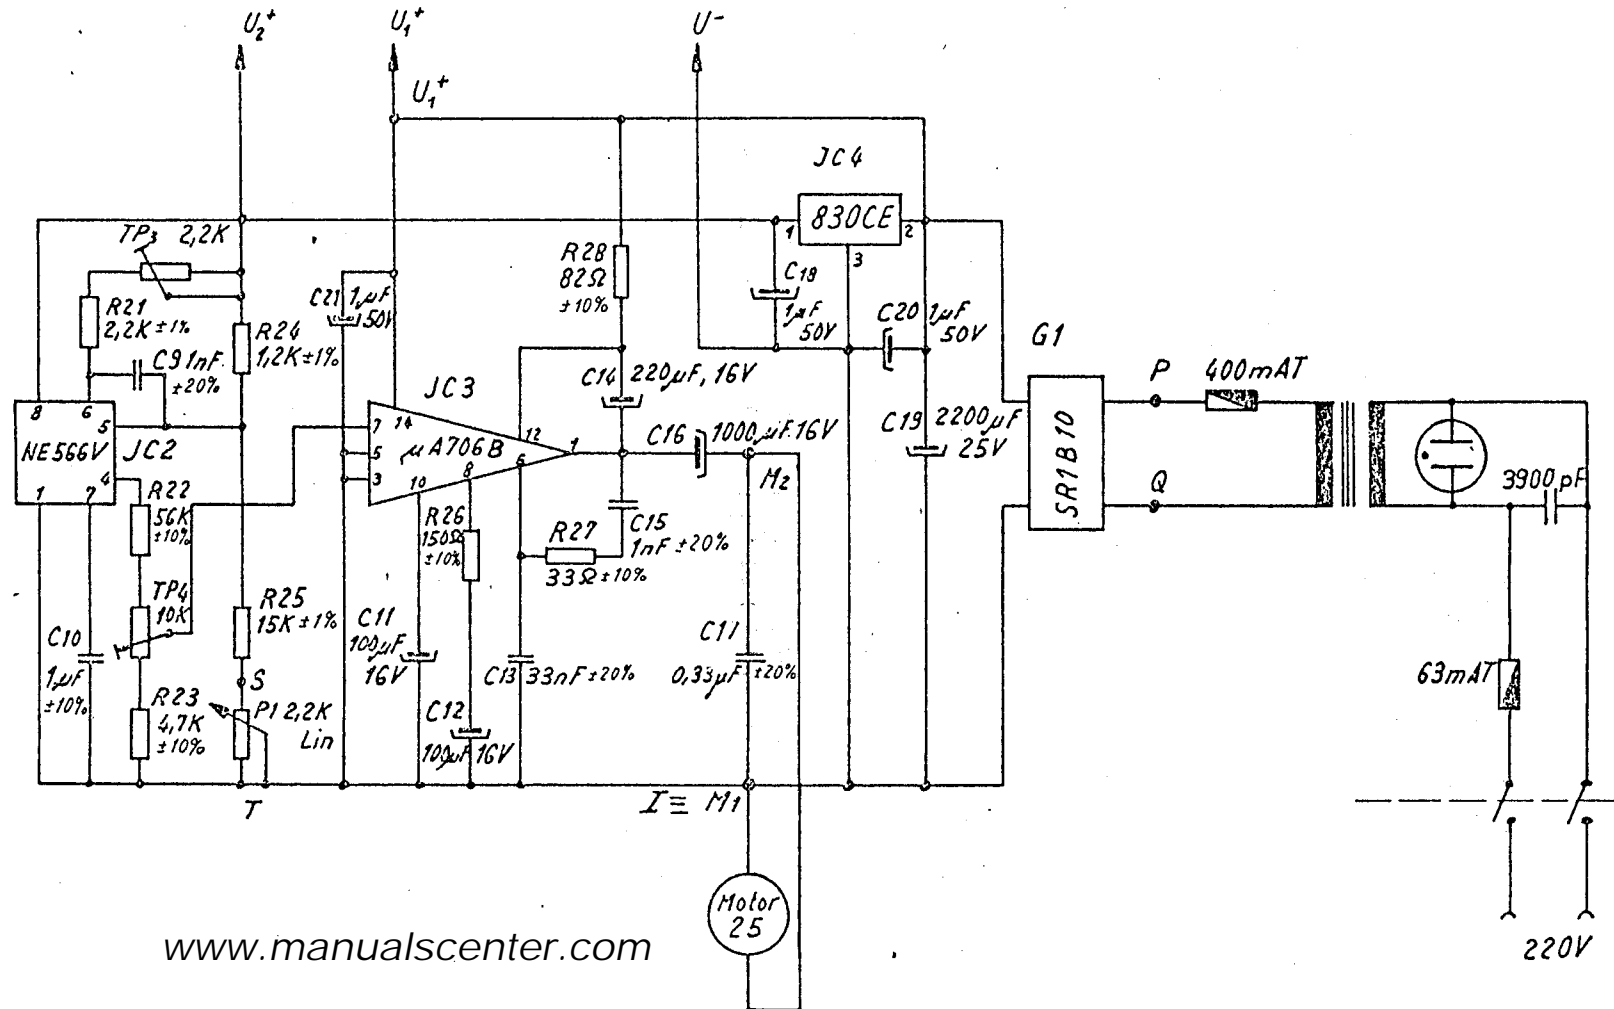 U2+
U1+
U-
U1+
JC4
830CE
1
2
3
TP3 2,2K
R21
2,2K ±1%
R24
1,2K ±1%
C9 1nF
±20%
C21 1µF
50V
R28
82Ω
±10%
C18
1µF
50V
C20 1µF
50V
G1
SR1B10
P
400mAT
Q
8
6
5
NE566V
JC2
4
1
7
JC3
7
14
5
µA706B
12
1
3
10
8
6
C14 220µF, 16V
C16 1000µF 16V
M2
C19 2200µF
25V
3900pF
R22
56K
±10%
TP4
10K
R23
4,7K
±10%
C10
1µF
±10%
R25
15K ±1%
S
P1 2,2K
Lin
T
R26
150Ω
±10%
R27
33Ω ±10%
C15
1nF ±20%
C11
100µF
16V
C12
100µF 16V
C13 33nF ±20%
C17
0,33µF ±20%
63mAT
I ≡ M1
Motor
25
220V
www.manualscenter.com